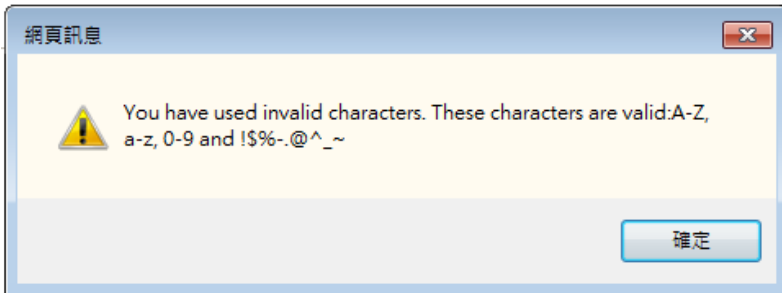 網頁訊息
You have used invalid characters. These characters are valid:A-Z,
a-z, 0-9 and !$%-.@^_~
確定